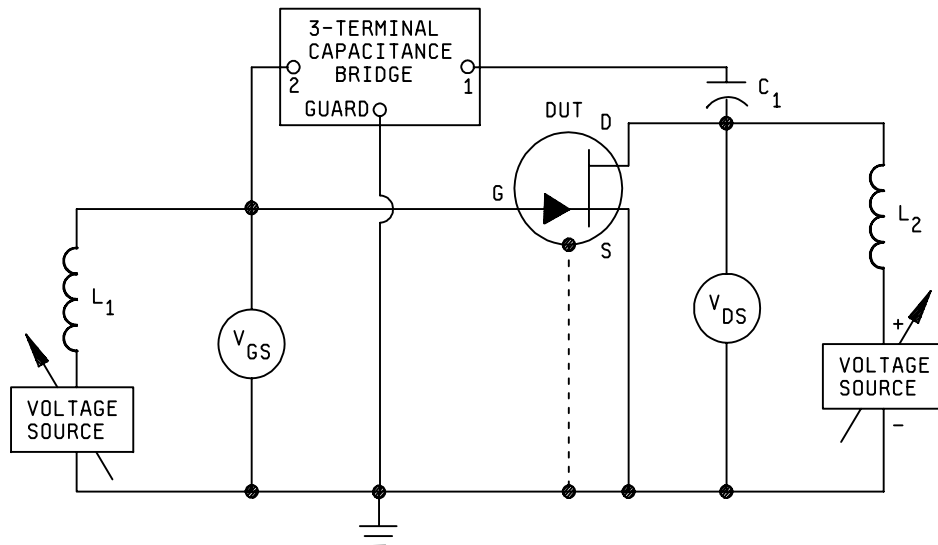 3-TERMINAL
CAPACITANCE
BRIDGE
2
1
GUARD
C1
DUT
D
G
S
L1
L2
VGS
VDS
+
VOLTAGE
SOURCE
VOLTAGE
SOURCE
-